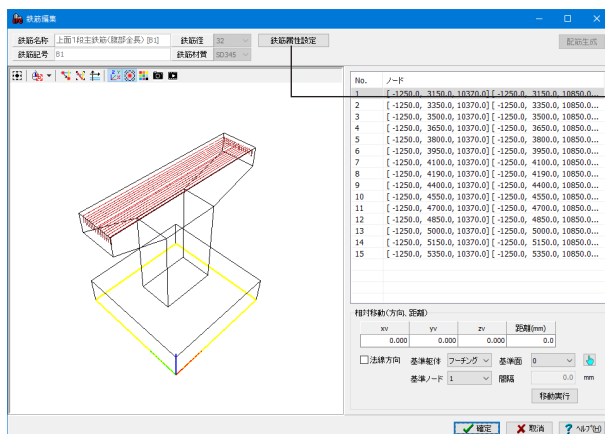 鉄筋編集
鉄筋名称 上面1段主鉄筋(腹部全長) [B1] 鉄筋径 32 鉄筋属性設定 配筋生成
鉄筋記号 B1 鉄筋材質 SD345
No. ノード
1 [ -1250.0, 3150.0, 10370.0] [ -1250.0, 3150.0, 10850.0...
2 [ -1250.0, 3350.0, 10370.0] [ -1250.0, 3350.0, 10850.0...
3 [ -1250.0, 3500.0, 10370.0] [ -1250.0, 3500.0, 10850.0...
4 [ -1250.0, 3650.0, 10370.0] [ -1250.0, 3650.0, 10850.0...
5 [ -1250.0, 3800.0, 10370.0] [ -1250.0, 3800.0, 10850.0...
6 [ -1250.0, 3950.0, 10370.0] [ -1250.0, 3950.0, 10850.0...
7 [ -1250.0, 4100.0, 10370.0] [ -1250.0, 4100.0, 10850.0...
8 [ -1250.0, 4190.0, 10370.0] [ -1250.0, 4190.0, 10850.0...
9 [ -1250.0, 4400.0, 10370.0] [ -1250.0, 4400.0, 10850.0...
10 [ -1250.0, 4550.0, 10370.0] [ -1250.0, 4550.0, 10850.0...
11 [ -1250.0, 4700.0, 10370.0] [ -1250.0, 4700.0, 10850.0...
12 [ -1250.0, 4850.0, 10370.0] [ -1250.0, 4850.0, 10850.0...
13 [ -1250.0, 5000.0, 10370.0] [ -1250.0, 5000.0, 10850.0...
14 [ -1250.0, 5150.0, 10370.0] [ -1250.0, 5150.0, 10850.0...
15 [ -1250.0, 5350.0, 10370.0] [ -1250.0, 5350.0, 10850.0...
相対移動(方向、距離)
xv yv zv 距離(mm)
0.000 0.000 0.000 0.0
法線方向 基準躯体 フーチング 基準面 0
基準ノード 1 間隔 0.0 mm
移動実行
確定 取消 ヘルプ(H)